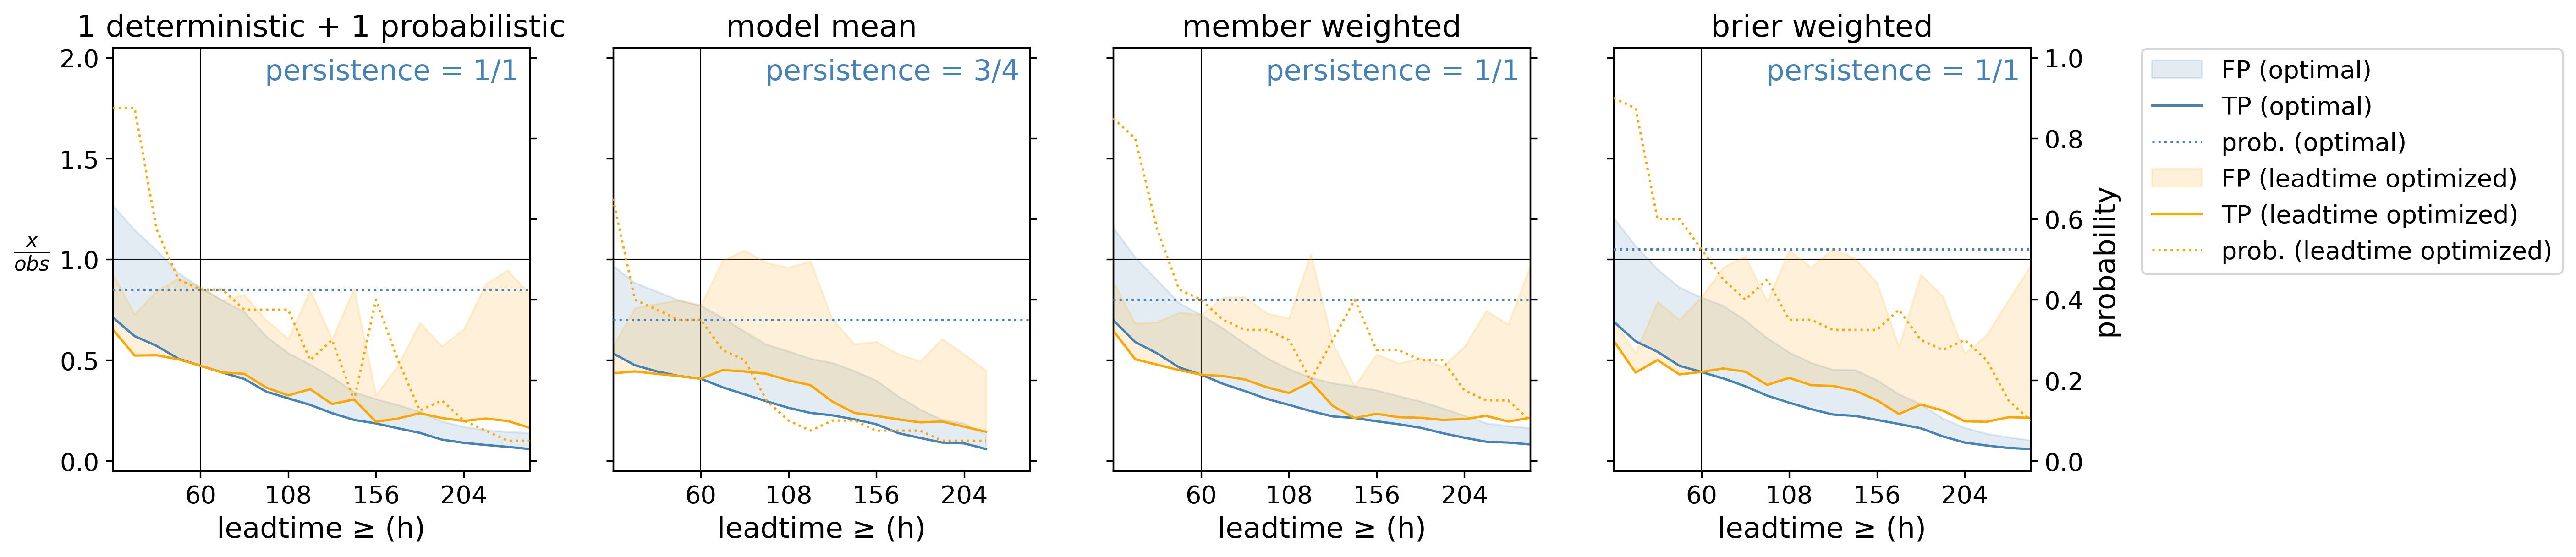 1 deterministic + 1 probabilistic
model mean
member weighted
brier weighted
persistence = 1/1
persistence = 3/4
persistence = 1/1
persistence = 1/1
2.0
1.5
1.0
0.5
0.0
x
obs
1.0
0.8
0.6
0.4
0.2
0.0
probability
60 108 156 204
60 108 156 204
60 108 156 204
60 108 156 204
leadtime ≥ (h)
leadtime ≥ (h)
leadtime ≥ (h)
leadtime ≥ (h)
FP (optimal)
TP (optimal)
prob. (optimal)
FP (leadtime optimized)
TP (leadtime optimized)
prob. (leadtime optimized)